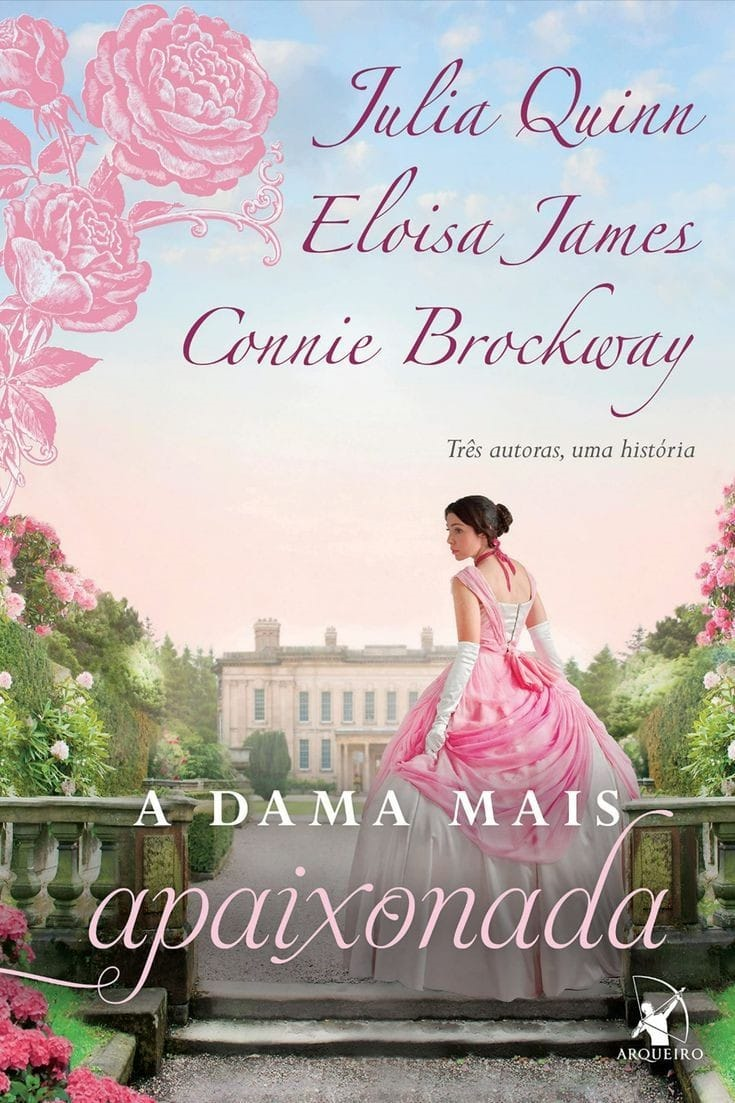 Julia Quinn
Eloisa James
Connie Brockway
Três autoras, uma história
A DAMA MAIS
apaixonada
ARQUEIRO